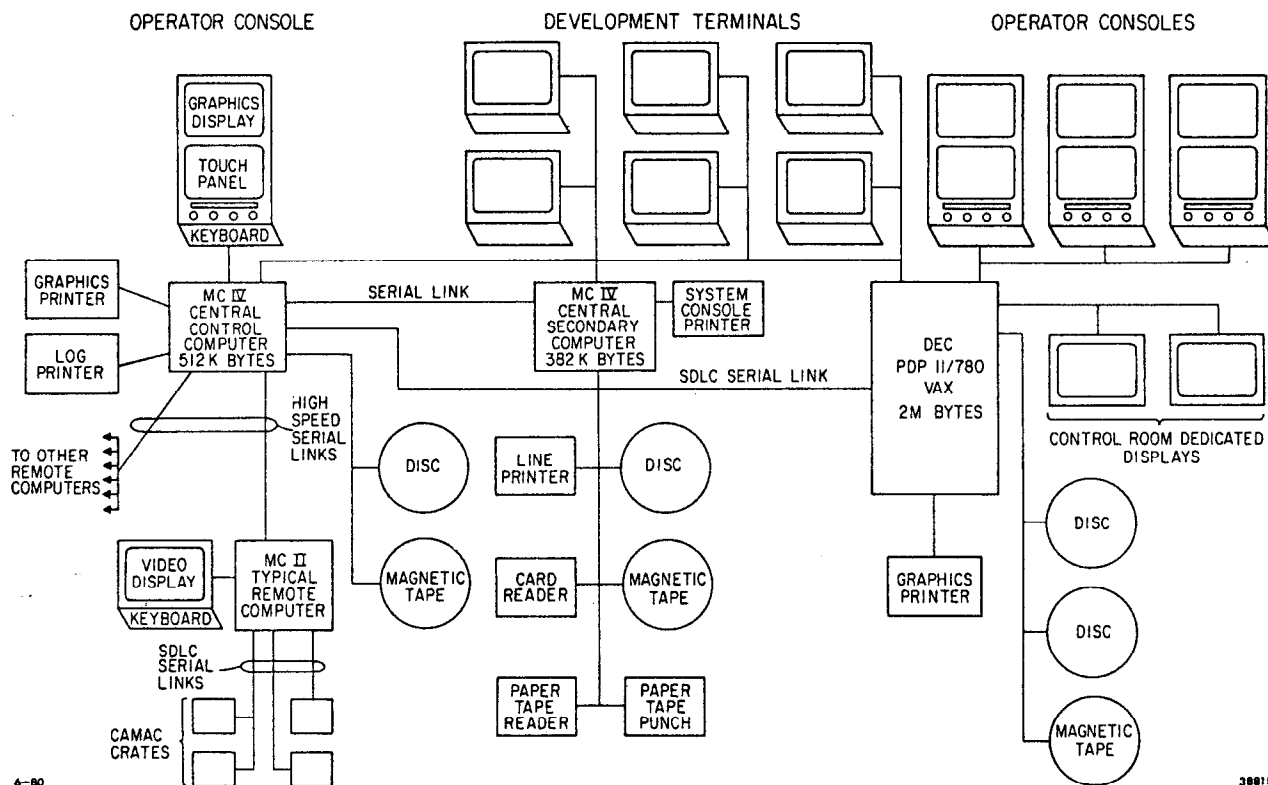 OPERATOR CONSOLE
DEVELOPMENT TERMINALS
OPERATOR CONSOLES
GRAPHICS
DISPLAY
TOUCH
PANEL
KEYBOARD
GRAPHICS
PRINTER
LOG
PRINTER
MC IV
CENTRAL
CONTROL
COMPUTER
512 K BYTES
SERIAL LINK
MC IV
CENTRAL
SECONDARY
COMPUTER
382 K BYTES
SYSTEM
CONSOLE
PRINTER
SDLC SERIAL LINK
DEC
PDP 11/780
VAX
2M BYTES
CONTROL ROOM DEDICATED
DISPLAYS
HIGH
SPEED
SERIAL
LINKS
TO OTHER
REMOTE
COMPUTERS
DISC
LINE
PRINTER
DISC
DISC
VIDEO
DISPLAY
KEYBOARD
MC II
TYPICAL
REMOTE
COMPUTER
MAGNETIC
TAPE
CARD
READER
MAGNETIC
TAPE
GRAPHICS
PRINTER
DISC
SDLC
SERIAL
LINKS
CAMAC
CRATES
PAPER
TAPE
READER
PAPER
TAPE
PUNCH
MAGNETIC
TAPE
6-80